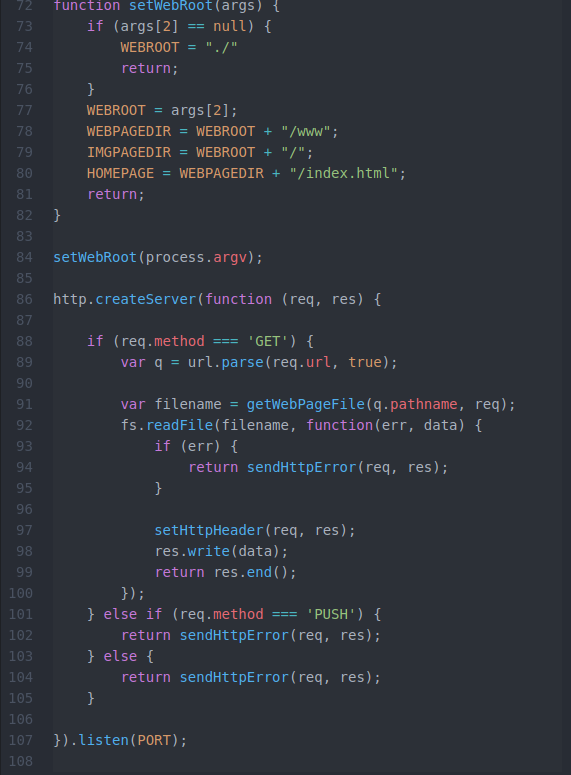 72 function setWebRoot(args) {
73     if (args[2] == null) {
74         WEBROOT = "./"
75         return;
76     }
77     WEBROOT = args[2];
78     WEBPAGEDIR = WEBROOT + "/www";
79     IMGPAGEDIR = WEBROOT + "/";
80     HOMEPAGE = WEBPAGEDIR + "/index.html";
81     return;
82 }
83
84 setWebRoot(process.argv);
85
86 http.createServer(function (req, res) {
87
88     if (req.method === 'GET') {
89         var q = url.parse(req.url, true);
90
91         var filename = getWebPageFile(q.pathname, req);
92         fs.readFile(filename, function(err, data) {
93             if (err) {
94                 return sendHttpError(req, res);
95             }
96
97             setHttpHeader(req, res);
98             res.write(data);
99             return res.end();
100         });
101     } else if (req.method === 'PUSH') {
102         return sendHttpError(req, res);
103     } else {
104         return sendHttpError(req, res);
105     }
106
107 }).listen(PORT);
108